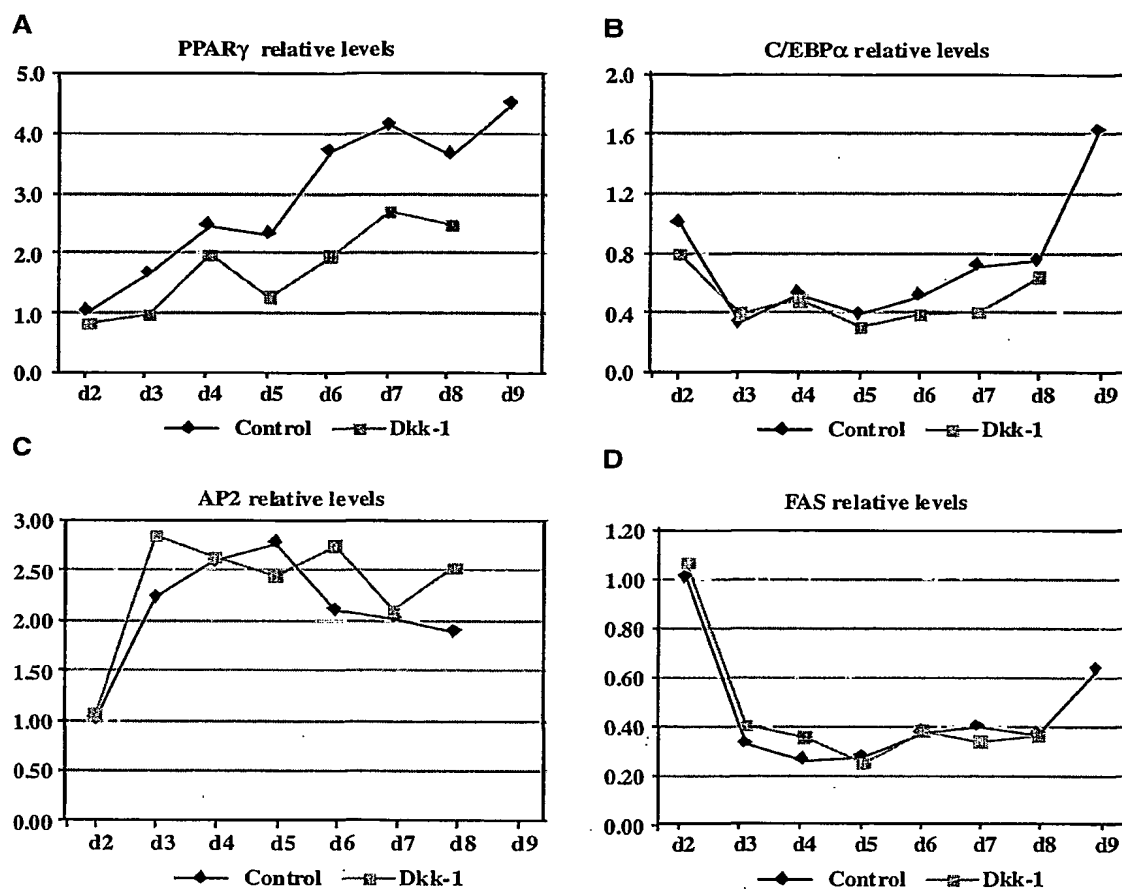 A
PPARγ relative levels
5.0
4.0
3.0
2.0
1.0
0.0
d2 d3 d4 d5 d6 d7 d8 d9
Control Dkk-1
B
C/EBPα relative levels
2.0
1.6
1.2
0.8
0.4
0.0
d2 d3 d4 d5 d6 d7 d8 d9
Control Dkk-1
C
AP2 relative levels
3.00
2.50
2.00
1.50
1.00
0.50
0.00
d2 d3 d4 d5 d6 d7 d8 d9
Control Dkk-1
D
FAS relative levels
1.20
1.00
0.80
0.60
0.40
0.20
0.00
d2 d3 d4 d5 d6 d7 d8 d9
Control Dkk-1